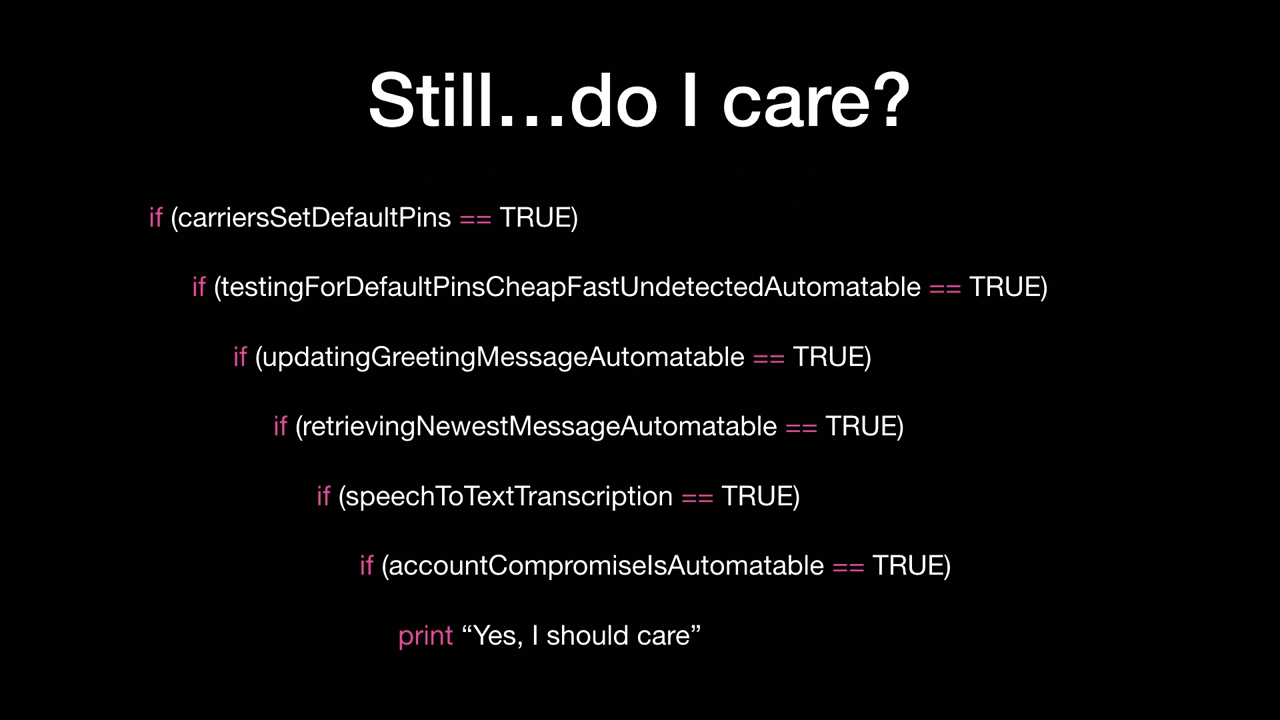 Still...do I care?
if (carriersSetDefaultPins == TRUE)
if (testingForDefaultPinsCheapFastUndetectedAutomatable == TRUE)
if (updatingGreetingMessageAutomatable == TRUE)
if (retrievingNewestMessageAutomatable == TRUE)
if (speechToTextTranscription == TRUE)
if (accountCompromiseIsAutomatable == TRUE)
print “Yes, I should care”